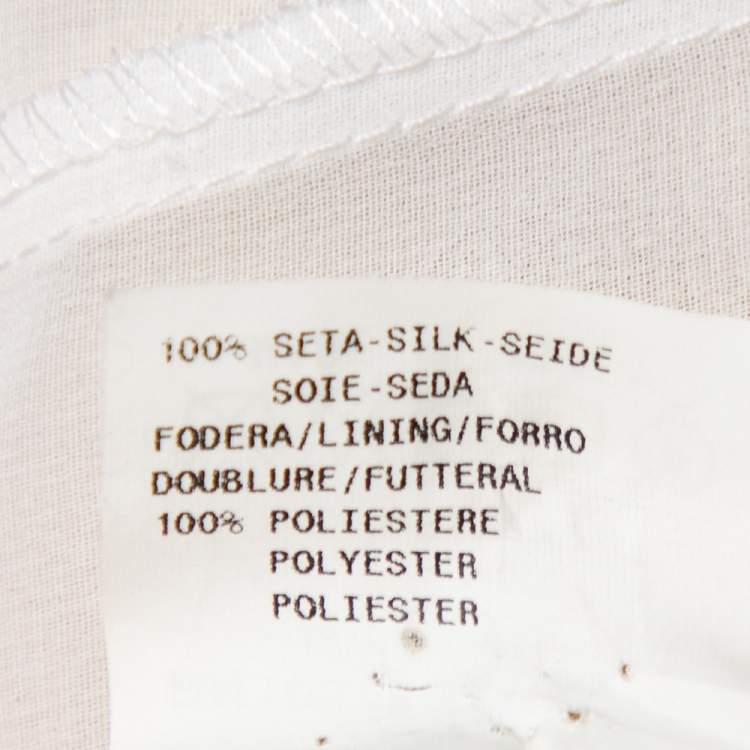 100% SETA-SILK-SEIDE
SOIE-SEDA
FODERA/LINING/FORRO
DOUBLURE/FUTTERAL
100% POLIESTERE
POLYESTER
POLIESTER